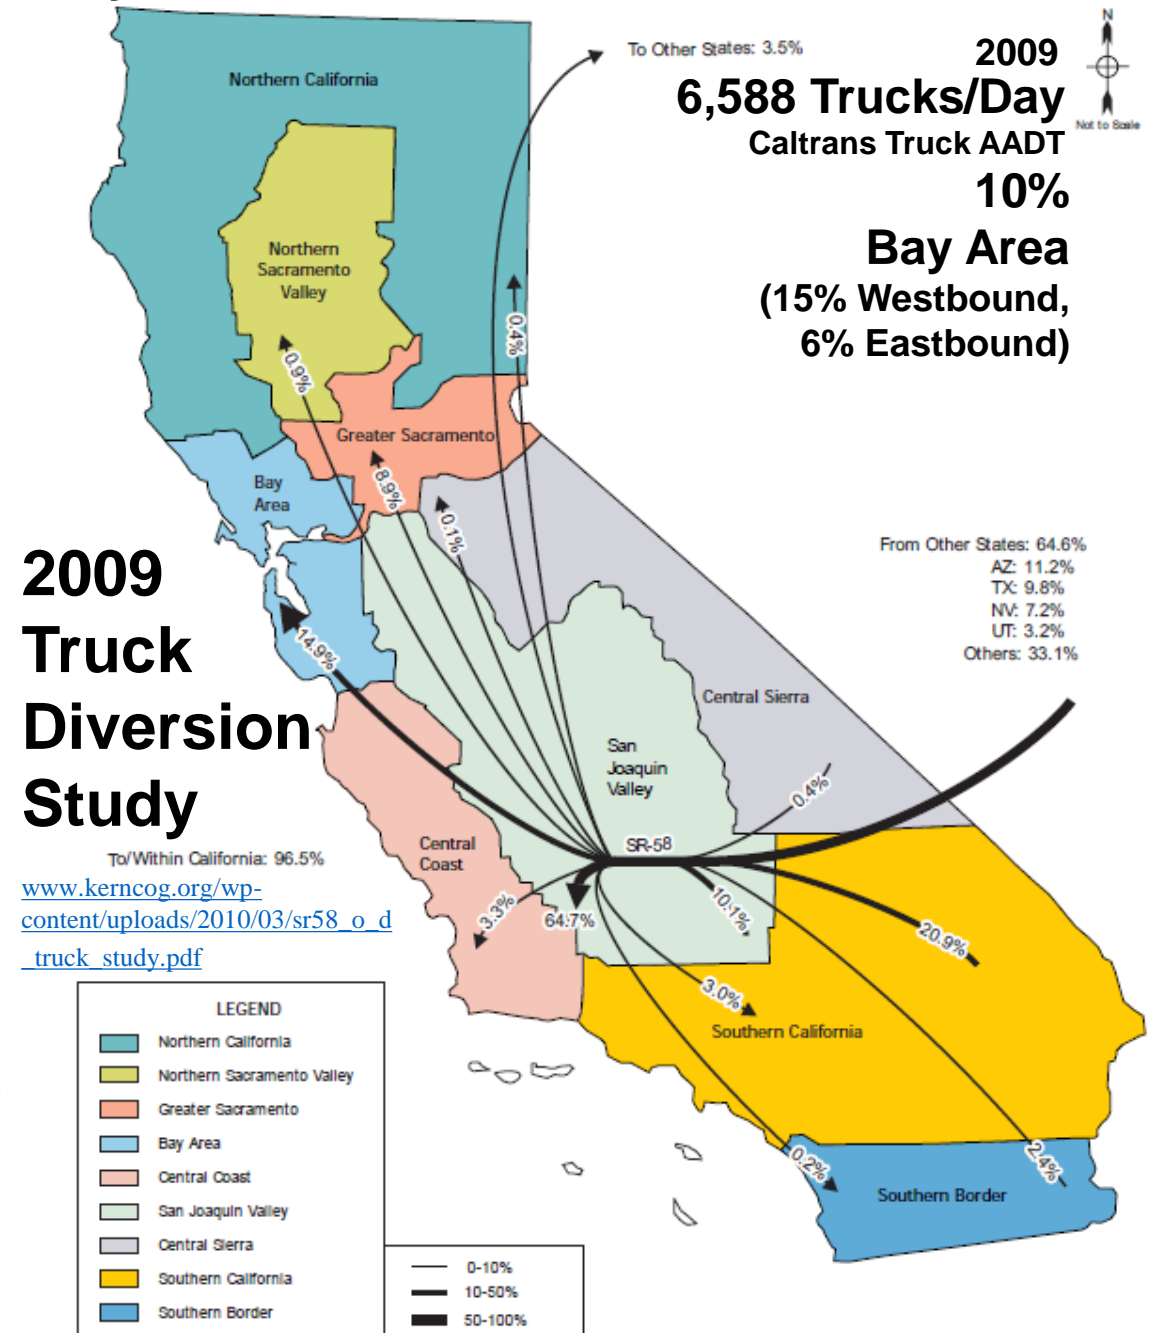 N
Not to Scale
To Other States: 3.5%
2009
6,588 Trucks/Day
Caltrans Truck AADT
10%
Bay Area
(15% Westbound,
6% Eastbound)
Northern California
Northern
Sacramento
Valley
0.4%
0.9%
Greater Sacramento
8.9%
Bay
Area
0.1%
From Other States: 64.6%
AZ: 11.2%
TX: 9.8%
NV: 7.2%
UT: 3.2%
Others: 33.1%
2009
Truck
Diversion
Study
14.9%
Central Sierra
San
Joaquin
Valley
0.4%
SR-58
Central
Coast
To/Within California: 96.5%
www.kerncog.org/wp-
content/uploads/2010/03/sr58_o_d
_truck_study.pdf
3.3%
64.7%
10.1%
20.9%
3.0%
Southern California
0.2%
2.4%
Southern Border
LEGEND
Northern California
Northern Sacramento Valley
Greater Sacramento
Bay Area
Central Coast
San Joaquin Valley
Central Sierra
Southern California
Southern Border
0-10%
10-50%
50-100%